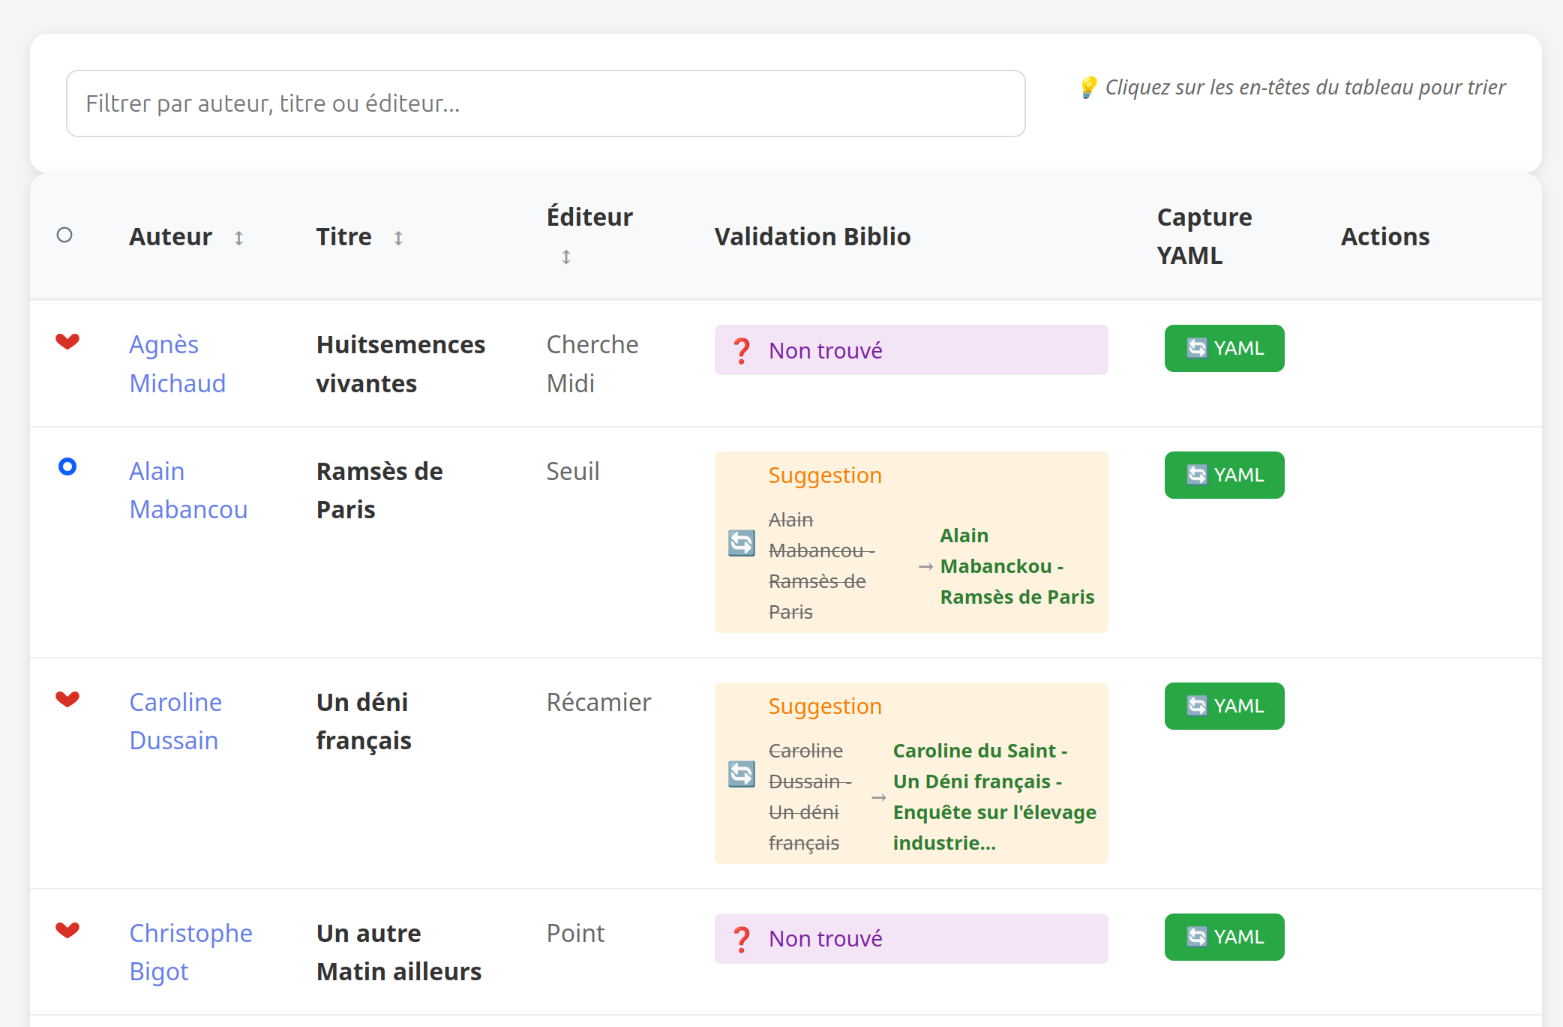 Filtrer par auteur, titre ou éditeur...
💡 Cliquez sur les en-têtes du tableau pour trier
Auteur ↕
Titre ↕
Éditeur
↕
Validation Biblio
Capture
YAML
Actions
Agnès
Michaud
Huitsemences
vivantes
Cherche
Midi
❓ Non trouvé
🔄 YAML
Alain
Mabancou
Ramsès de
Paris
Seuil
🔄
Suggestion
Alain
Mabancou -
Ramsès de
Paris
→
Alain
Mabanckou -
Ramsès de Paris
🔄 YAML
Caroline
Dussain
Un déni
français
Récamier
🔄
Suggestion
Caroline
Dussain -
Un déni
français
→
Caroline du Saint -
Un Déni français -
Enquête sur l'élevage
industrie...
🔄 YAML
Christophe
Bigot
Un autre
Matin ailleurs
Point
❓ Non trouvé
🔄 YAML